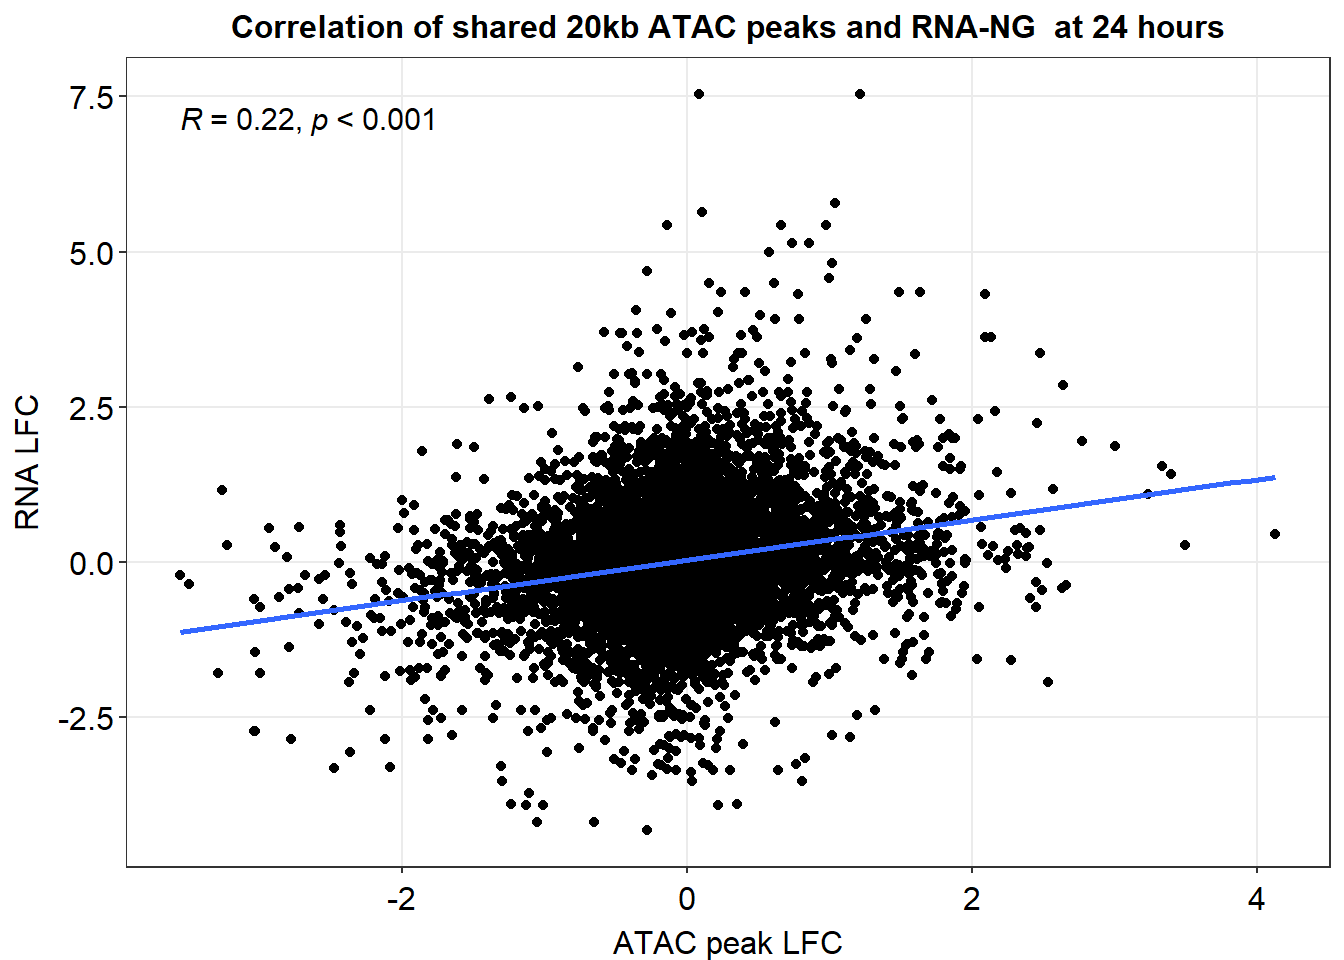 Correlation of shared 20kb ATAC peaks and RNA-NG  at 24 hours
R = 0.22, p < 0.001
7.5
5.0
2.5
0.0
-2.5
RNA LFC
-2 0 2 4
ATAC peak LFC